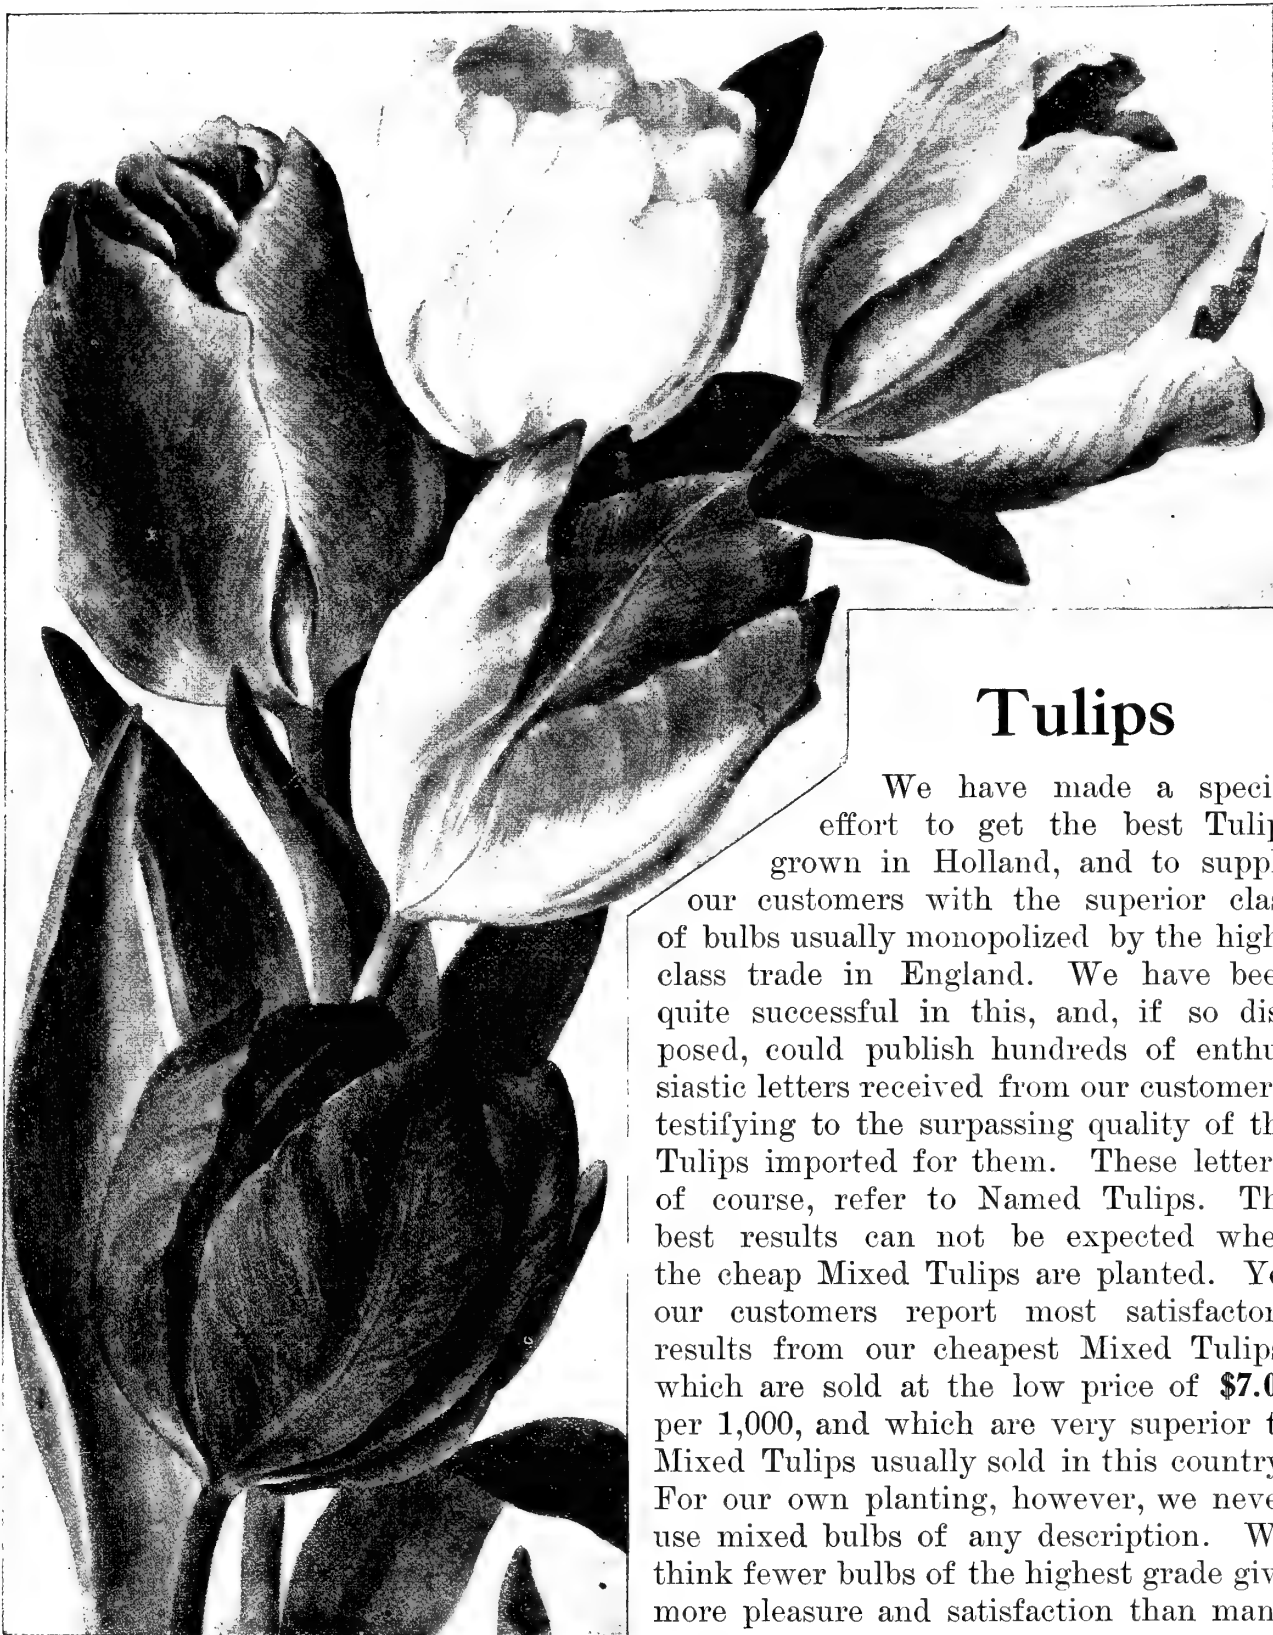 Tulips
We have made a speci
effort to get the best Tulip
grown in Holland, and to suppl
our customers with the superior clas
of bulbs usually monopolized by the high
class trade in England. We have bee
quite successful in this, and, if so dis
posed, could publish hundreds of enthu
siastic letters received from our customer
testifying to the surpassing quality of th
Tulips imported for them. These letter
of course, refer to Named Tulips. Th
best results can not be expected whe
the cheap Mixed Tulips are planted. Ye
our customers report most satisfactor
results from our cheapest Mixed Tulips
which are sold at the low price of $7.0
per 1,000, and which are very superior t
Mixed Tulips usually sold in this country
For our own planting, however, we neve
use mixed bulbs of any description. W
think fewer bulbs of the highest grade giv
more pleasure and satisfaction than man